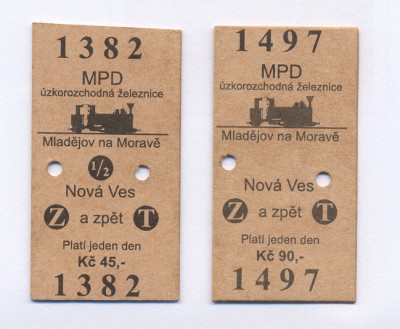 1382
MPD
úzkorozchodná železnice
Mladějov na Moravě
1/2
Nová Ves
Z a zpět T
Platí jeden den
Kč 45,-
1382
1497
MPD
úzkorozchodná železnice
Mladějov na Moravě
Nová Ves
Z a zpět T
Platí jeden den
Kč 90,-
1497